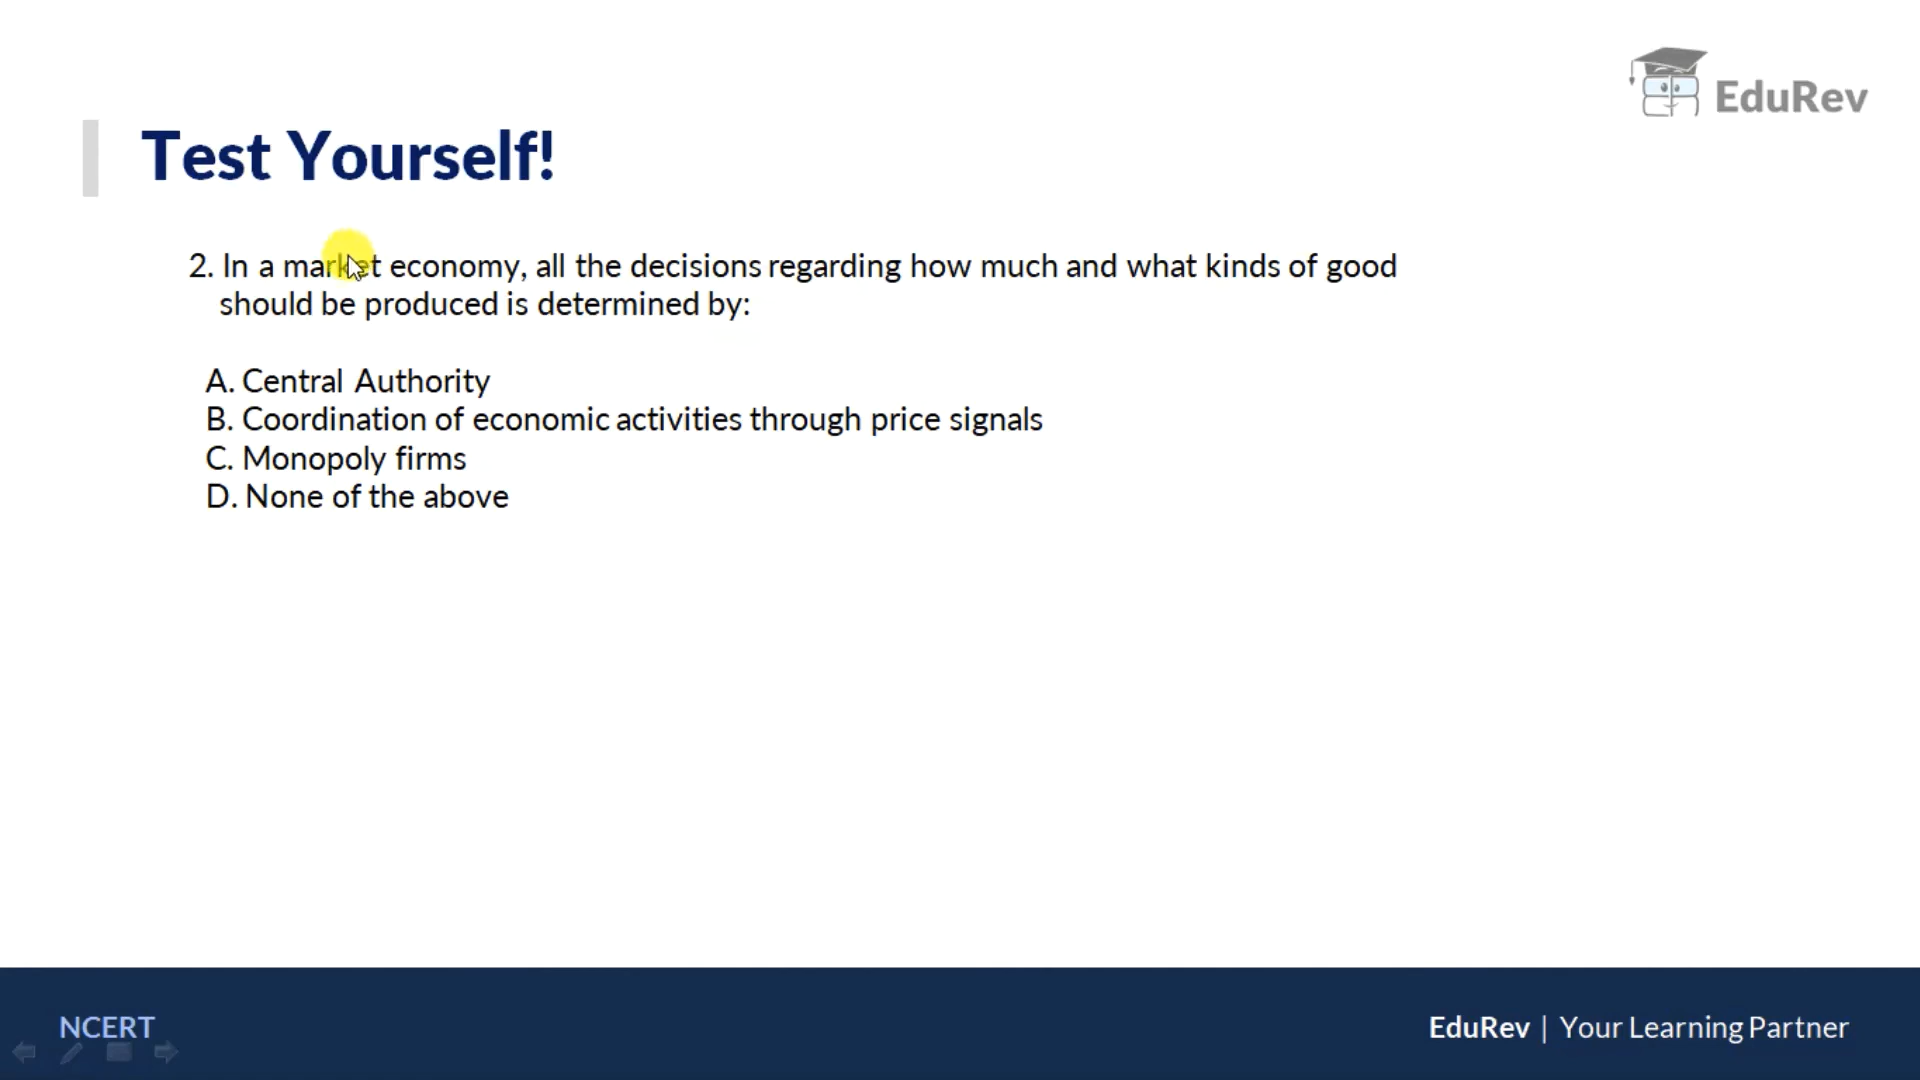 EduRev
Test Yourself!
2. In a market economy, all the decisions regarding how much and what kinds of good
should be produced is determined by:
A. Central Authority
B. Coordination of economic activities through price signals
C. Monopoly firms
D. None of the above
NCERT
EduRev | Your Learning Partner